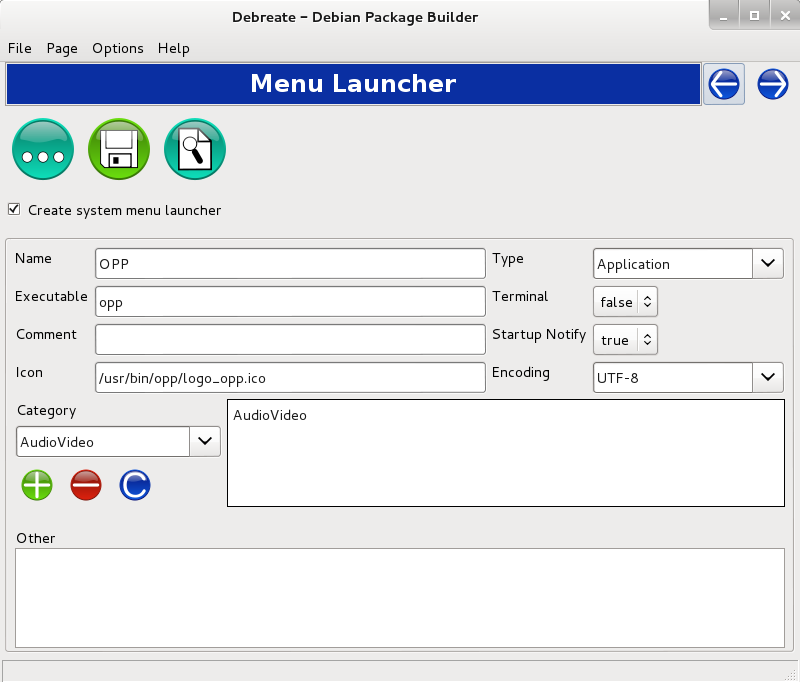 Debreate – Debian Package Builder
File Page Options Help
Menu Launcher
Create system menu launcher
Name OPP Type Application
Executable opp Terminal false
Comment Startup Notify true
Icon /usr/bin/opp/logo_opp.ico Encoding UTF-8
Category
AudioVideo
AudioVideo
Other